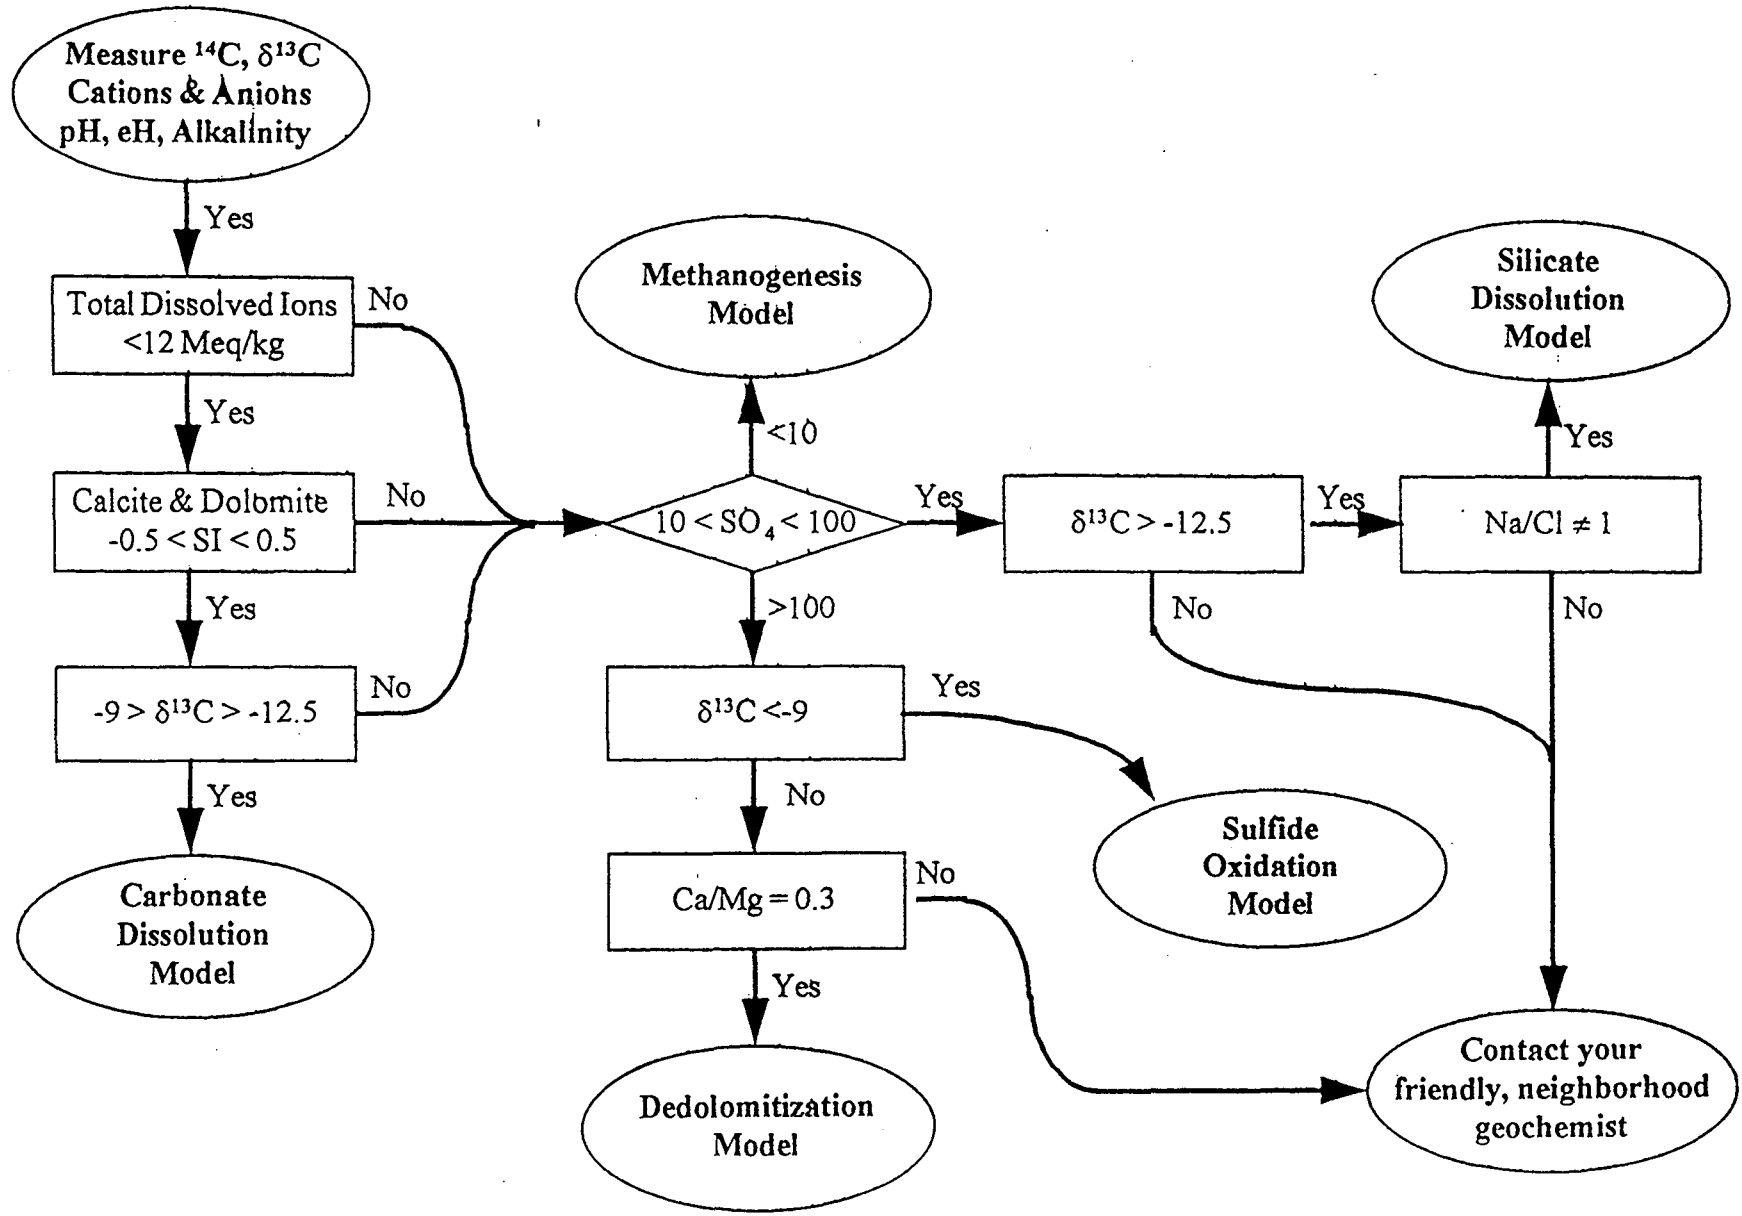 Measure ¹⁴C, δ¹³C
Cations & Anions
pH, eH, Alkalinity
Yes
Total Dissolved Ions
<12 Meq/kg
No
Yes
Calcite & Dolomite
-0.5 < SI < 0.5
No
Yes
-9 > δ¹³C > -12.5
No
Yes
Carbonate
Dissolution
Model
Methanogenesis
Model
<10
10 < SO₄ < 100
Yes
>100
δ¹³C <-9
Yes
No
Ca/Mg = 0.3
No
Yes
Dedolomitization
Model
δ¹³C > -12.5
Yes
No
Sulfide
Oxidation
Model
Silicate
Dissolution
Model
Yes
Na/Cl ≠ 1
No
Contact your
friendly, neighborhood
geochemist